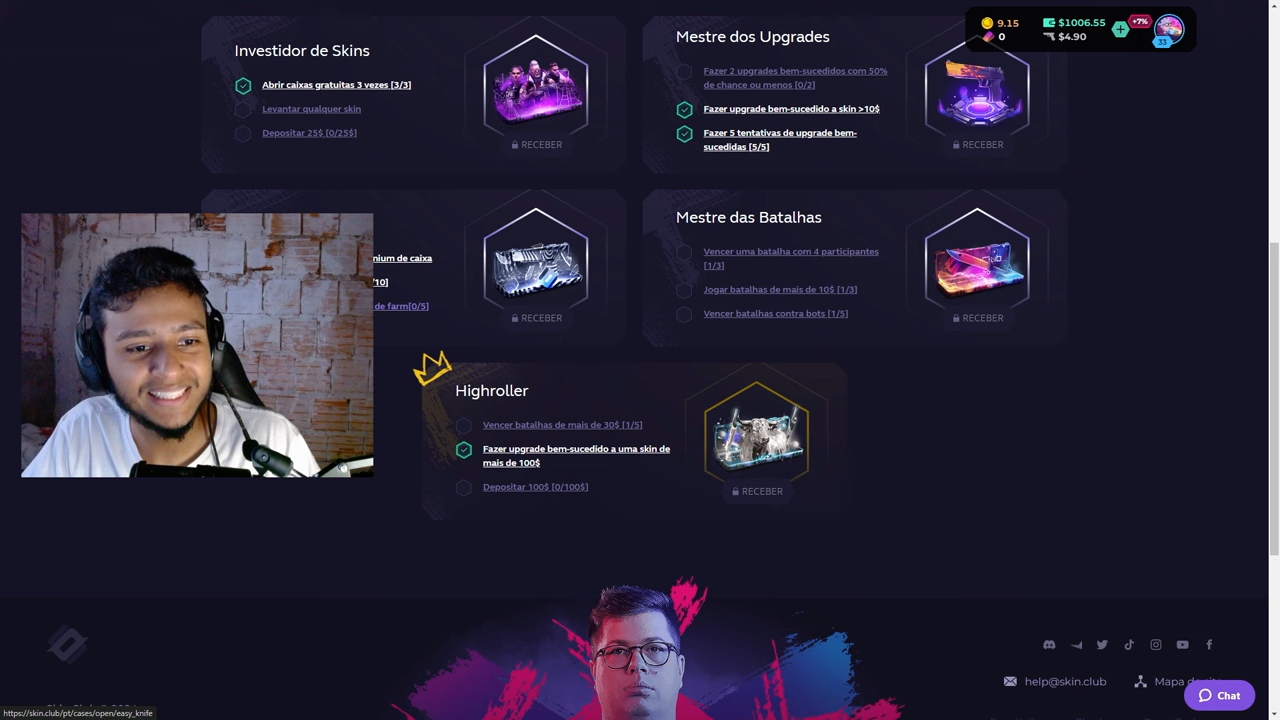 9.15
$1006.55
+7%
0
$4.90
33
Investidor de Skins
Abrir caixas gratuitas 3 vezes [3/3]
Levantar qualquer skin
Depositar 25$ [0/25$]
RECEBER
Mestre dos Upgrades
Fazer 2 upgrades bem-sucedidos com 50%
de chance ou menos [0/2]
Fazer upgrade bem-sucedido a skin >10$
Fazer 5 tentativas de upgrade bem-
sucedidas [5/5]
RECEBER
nium de caixa
/10]
de farm[0/5]
RECEBER
Mestre das Batalhas
Vencer uma batalha com 4 participantes
[1/3]
Jogar batalhas de mais de 10$ [1/3]
Vencer batalhas contra bots [1/5]
RECEBER
Highroller
Vencer batalhas de mais de 30$ [1/5]
Fazer upgrade bem-sucedido a uma skin de
mais de 100$
Depositar 100$ [0/100$]
RECEBER
help@skin.club
Mapa do
Chat
https://skin.club/pt/cases/open/easy_knife